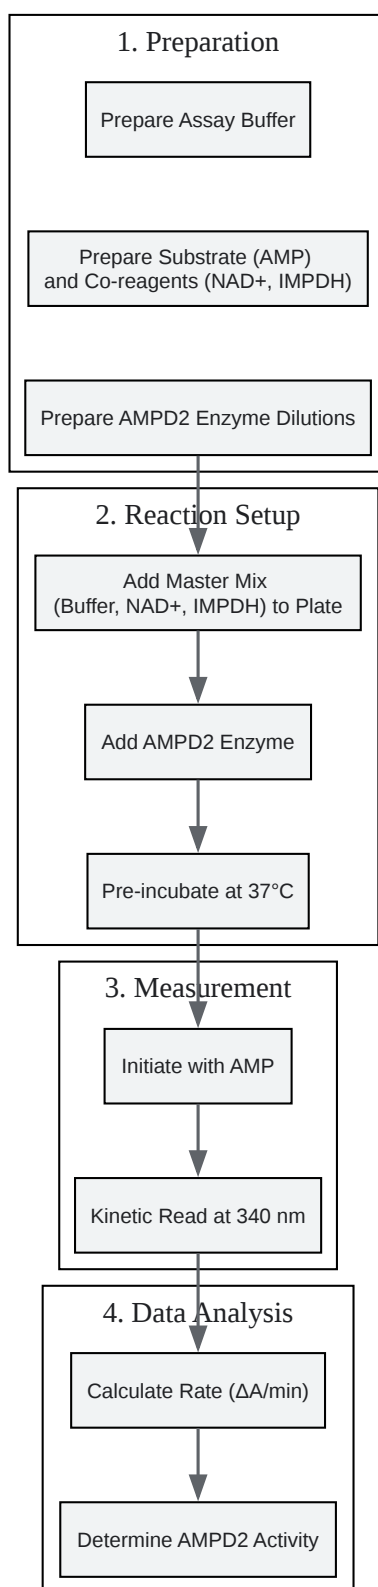 1. Preparation
Prepare Assay Buffer
Prepare Substrate (AMP)
and Co-reagents (NAD+, IMPDH)
Prepare AMPD2 Enzyme Dilutions
2. Reaction Setup
Add Master Mix
(Buffer, NAD+, IMPDH) to Plate
Add AMPD2 Enzyme
Pre-incubate at 37°C
3. Measurement
Initiate with AMP
Kinetic Read at 340 nm
4. Data Analysis
Calculate Rate (ΔA/min)
Determine AMPD2 Activity